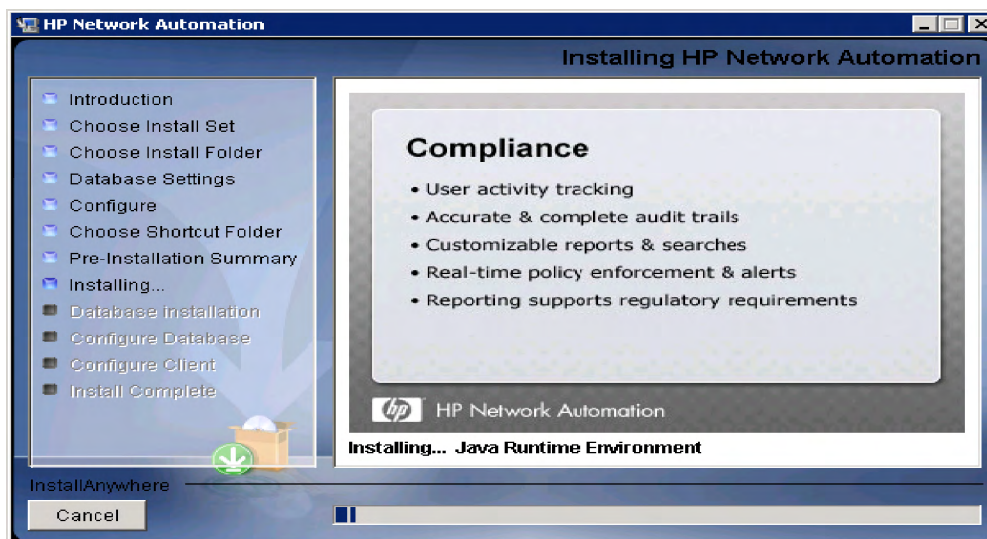 HP Network Automation
Installing HP Network Automation
Introduction
Choose Install Set
Choose Install Folder
Database Settings
Configure
Choose Shortcut Folder
Pre-Installation Summary
Installing...
Database installation
Configure Database
Configure Client
Install Complete
Compliance
• User activity tracking
• Accurate & complete audit trails
• Customizable reports & searches
• Real-time policy enforcement & alerts
• Reporting supports regulatory requirements
hp HP Network Automation
Installing... Java Runtime Environment
InstallAnywhere
Cancel